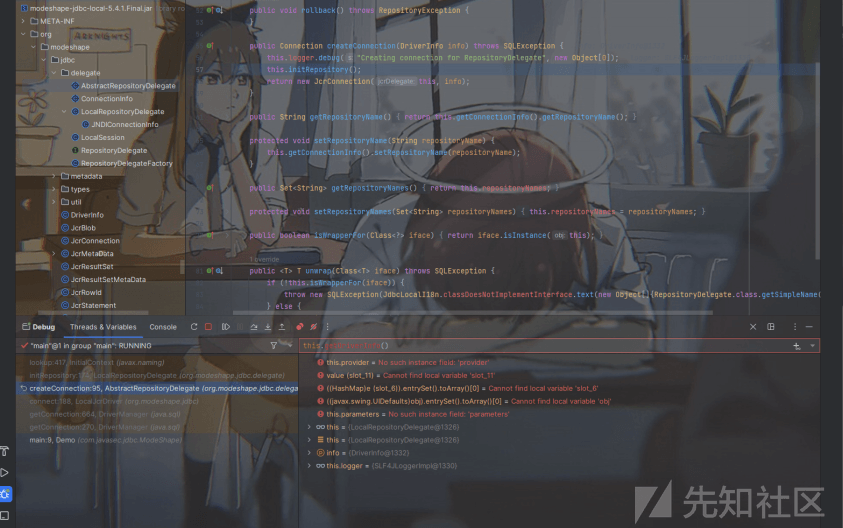 modeshape-jdbc-local-5.4.1.Final.jar
META-INF
org
modeshape
jdbc
delegate
AbstractRepositoryDelegate
ConnectionInfo
LocalRepositoryDelegate
JNDIConnectionInfo
LocalSession
RepositoryDelegate
RepositoryDelegateFactory
metadata
types
util
DriverInfo
JcrBlob
JcrConnection
JcrMetaData
JcrResultSet
JcrResultSetMetaData
JcrRowId
JcrStatement
public void rollback() throws RepositoryException {
}
public Connection createConnection(DriverInfo info) throws SQLException {
this.logger.debug( "Creating connection for RepositoryDelegate", new Object[0]);
this.initRepository();
return new JcrConnection( jcrDelegate: this, info);
}
public String getRepositoryName() { return this.getConnectionInfo().getRepositoryName(); }
protected void setRepositoryName(String repositoryName) {
this.getConnectionInfo().setRepositoryName(repositoryName);
}
public Set<String> getRepositoryNames() { return this.repositoryNames; }
protected void setRepositoryNames(Set<String> repositoryNames) { this.repositoryNames = repositoryNames; }
public boolean isWrapperFor(Class<?> iface) { return iface.isInstance( obj: this); }
1 override
public <T> T unwrap(Class<T> iface) throws SQLException {
if (!this.isWrapperFor(iface)) {
throw new SQLException(JdbcLocalI18n.classDoesNotImplementInterface.text(new Object[]{RepositoryDelegate.class.getSimpleName(
} else {
Debug Threads & Variables Console
"main"@1 in group "main": RUNNING
lookup:417, InitialContext (javax.naming)
createConnection:95, AbstractRepositoryDelegate (org.modeshape.jdbc.delega
connect:188, LocalJcrDriver (org.modeshape.jdbc)
getConnection:664, DriverManager (java.sql)
getConnection:270, DriverManager (java.sql)
main:9, Demo (com.javasec.jdbc.ModeShape)
this.provider = No such instance field: 'provider'
value (slot_11) = Cannot find local variable 'slot_11'
((HashMap)e (slot_6)).entrySet().toArray()[0] = Cannot find local variable 'slot_6'
((javax.swing.UIDefaults)obj).entrySet().toArray()[0] = Cannot find local variable 'obj'
this.parameters = No such instance field: 'parameters'
this = {LocalRepositoryDelegate@1326}
this = {LocalRepositoryDelegate@1326}
info = {DriverInfo@1332}
this.logger = {SLF4JLoggerImpl@1330}
先知社区